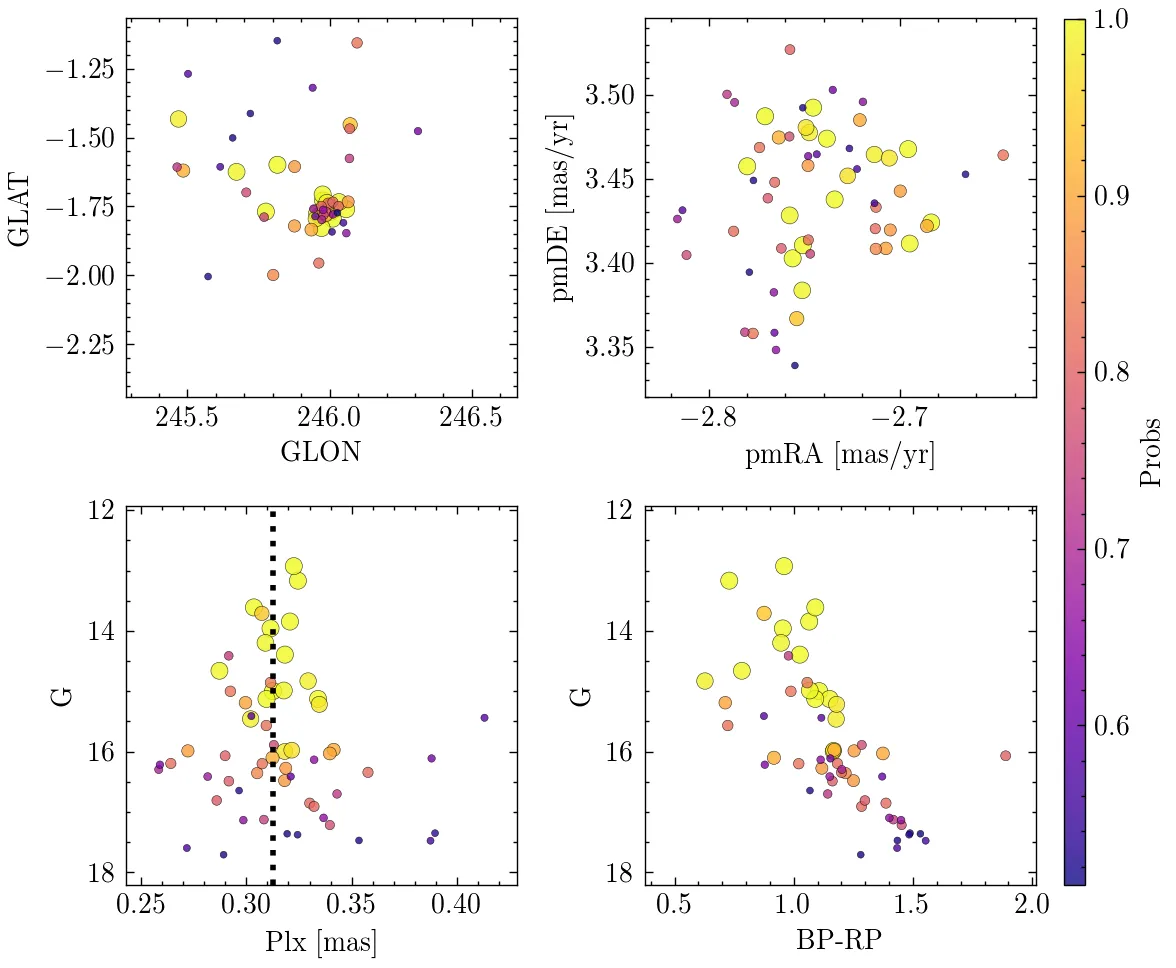 −1.25
−1.50
−1.75
−2.00
−2.25
GLAT
245.5 246.0 246.5
GLON
3.50
3.45
3.40
3.35
pmDE [mas/yr]
−2.8 −2.7
pmRA [mas/yr]
12
14
16
18
G
0.25 0.30 0.35 0.40
Plx [mas]
12
14
16
18
G
0.5 1.0 1.5 2.0
BP-RP
1.0
0.9
0.8
0.7
0.6
Probs